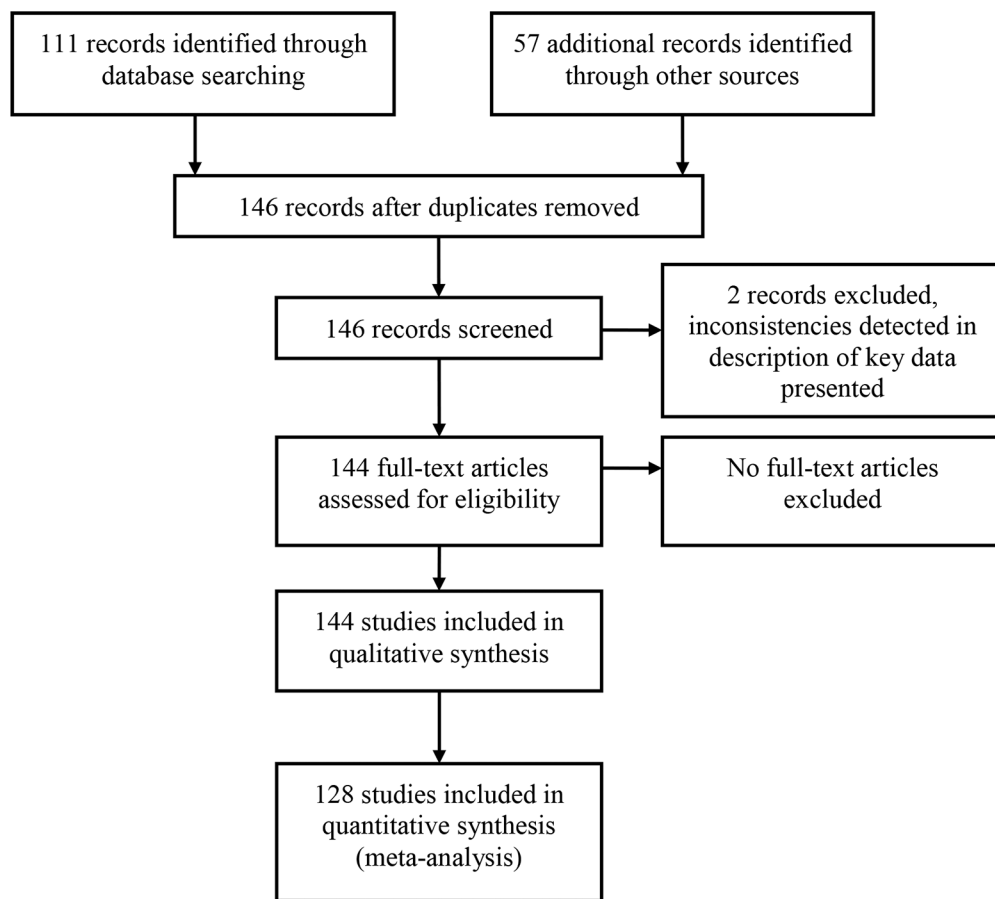 111 records identified through
database searching
57 additional records identified
through other sources
146 records after duplicates removed
146 records screened
2 records excluded,
inconsistencies detected in
description of key data
presented
144 full-text articles
assessed for eligibility
No full-text articles
excluded
144 studies included in
qualitative synthesis
128 studies included in
quantitative synthesis
(meta-analysis)